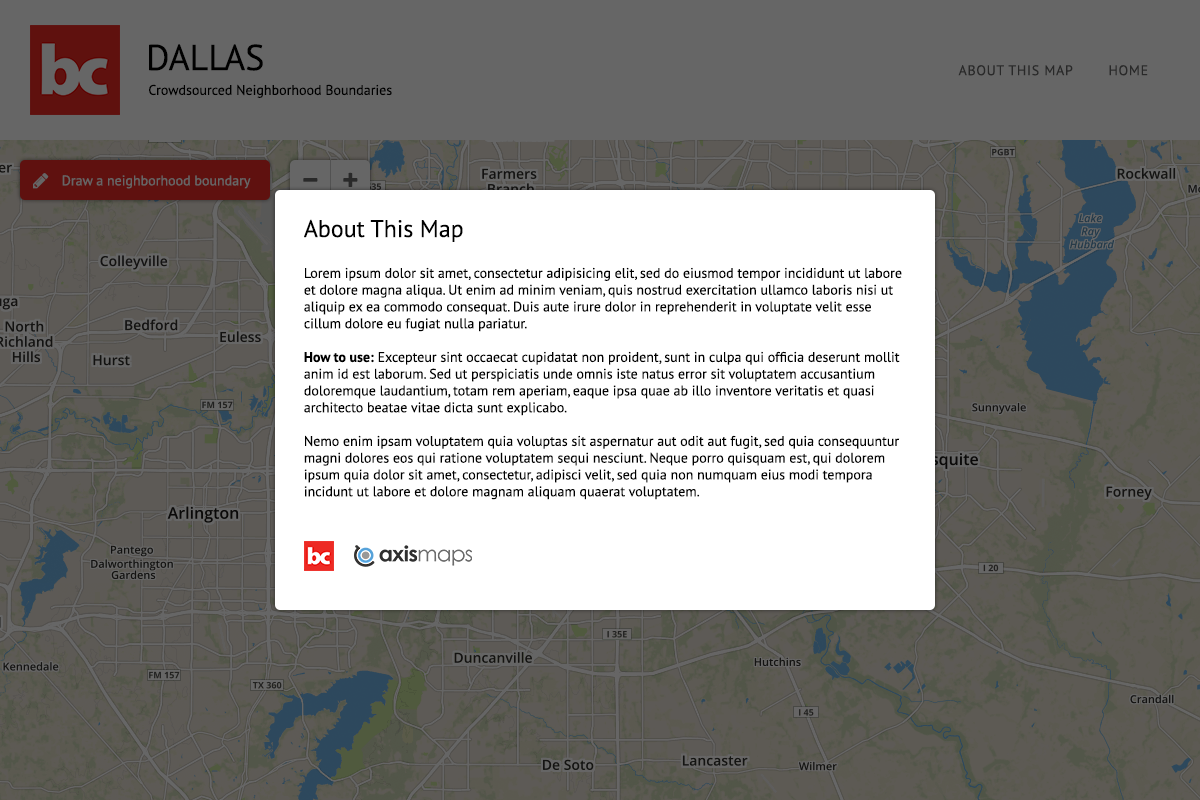 bc
DALLAS
Crowdsourced Neighborhood Boundaries
ABOUT THIS MAP
HOME
Draw a neighborhood boundary
− +
35
Farmers
Branch
PGBT
Rockwall
Lake
Ray
Hubbard
Colleyville
North
Richland
Hills
Bedford
Euless
Hurst
FM 157
About This Map
Lorem ipsum dolor sit amet, consectetur adipisicing elit, sed do eiusmod tempor incididunt ut labore
et dolore magna aliqua. Ut enim ad minim veniam, quis nostrud exercitation ullamco laboris nisi ut
aliquip ex ea commodo consequat. Duis aute irure dolor in reprehenderit in voluptate velit esse
cillum dolore eu fugiat nulla pariatur.
How to use: Excepteur sint occaecat cupidatat non proident, sunt in culpa qui officia deserunt mollit
anim id est laborum. Sed ut perspiciatis unde omnis iste natus error sit voluptatem accusantium
doloremque laudantium, totam rem aperiam, eaque ipsa quae ab illo inventore veritatis et quasi
architecto beatae vitae dicta sunt explicabo.
Nemo enim ipsam voluptatem quia voluptas sit aspernatur aut odit aut fugit, sed quia consequuntur
magni dolores eos qui ratione voluptatem sequi nesciunt. Neque porro quisquam est, qui dolorem
ipsum quia dolor sit amet, consectetur, adipisci velit, sed quia non numquam eius modi tempora
incidunt ut labore et dolore magnam aliquam quaerat voluptatem.
bc axismaps
Sunnyvale
squite
Forney
Arlington
Pantego
Dalworthington
Gardens
I 20
I 35E
Duncanville
Hutchins
Kennedale
FM 157
TX 360
I 45
Crandall
De Soto
Lancaster
Wilmer